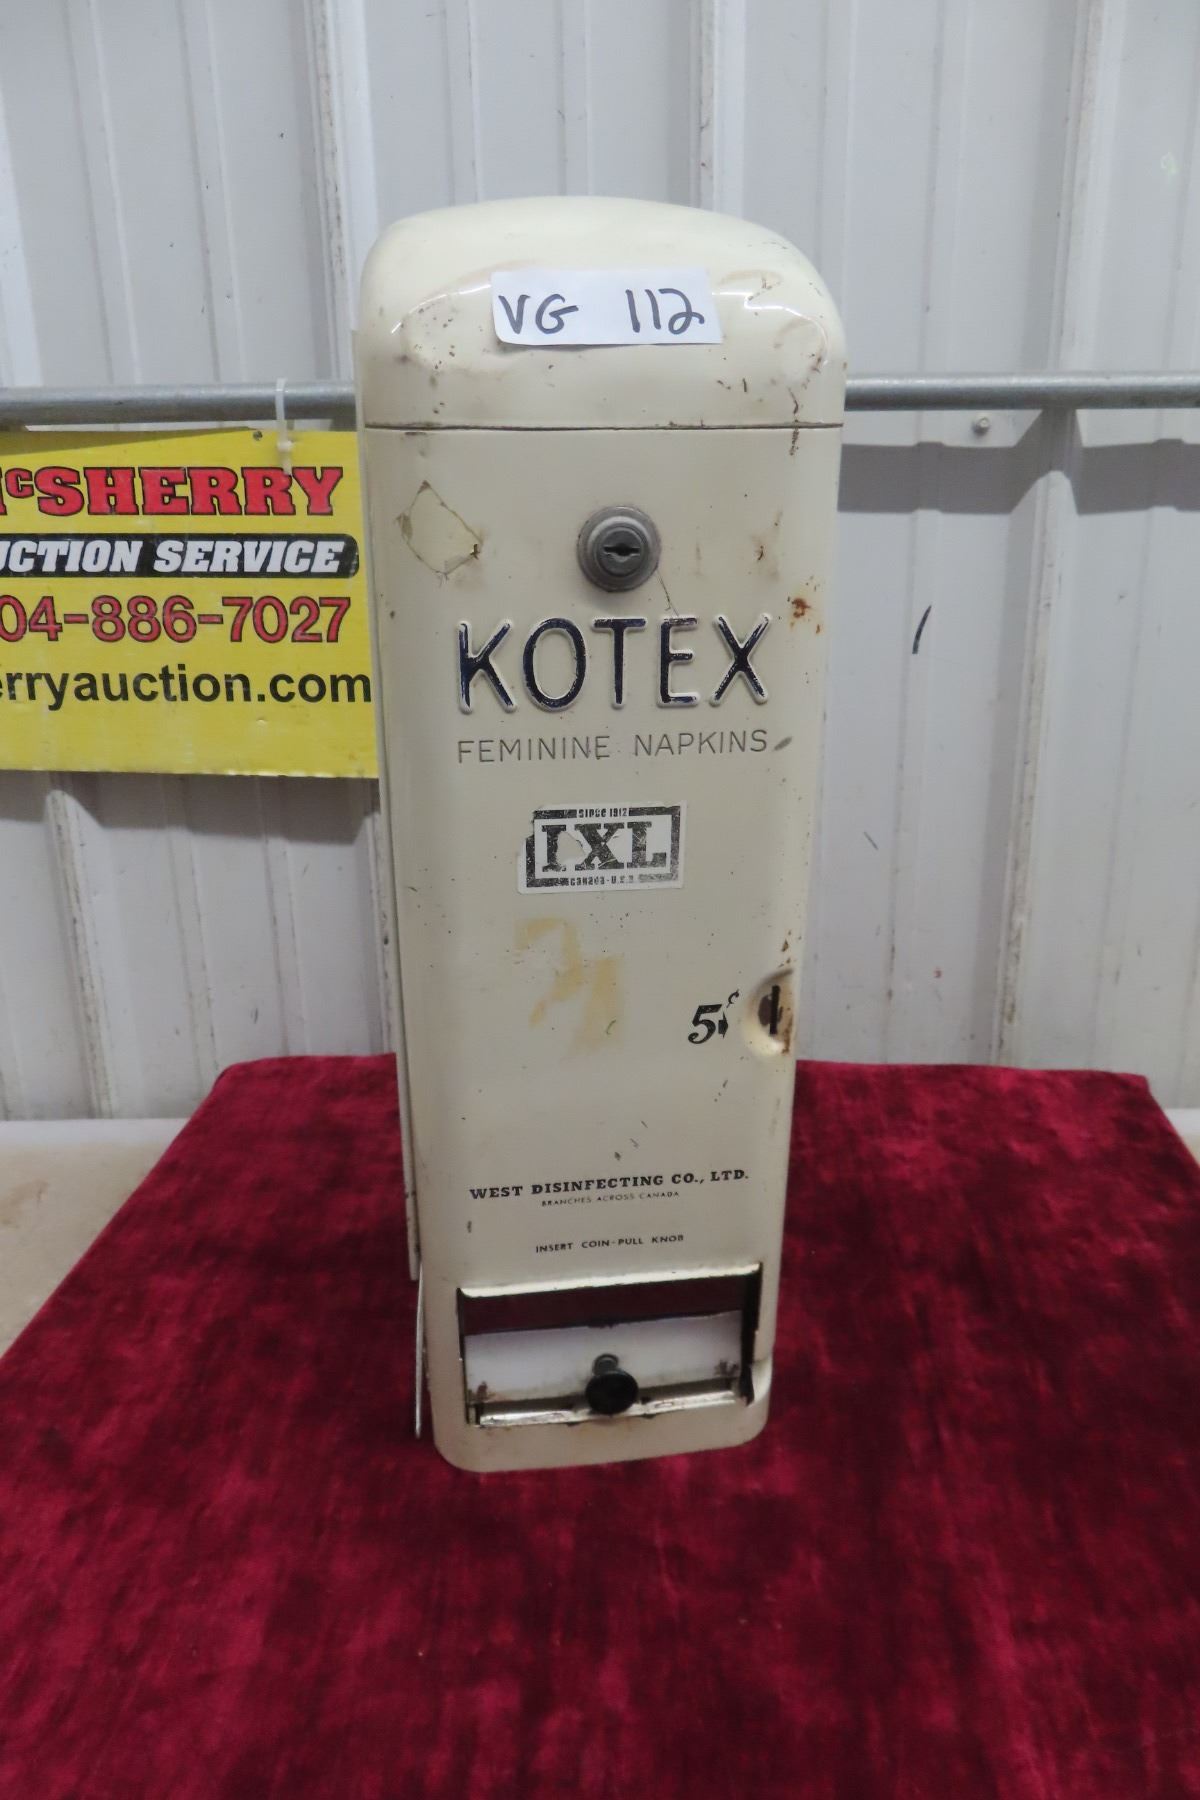 VG 112
McSHERRY
UCTION SERVICE
04-886-7027
erryauction.com
KOTEX
FEMININE NAPKINS
SINCE 1912
IXL
CANADA - U.S.A.
5¢
WEST DISINFECTING CO., LTD.
BRANCHES ACROSS CANADA
INSERT COIN - PULL KNOB